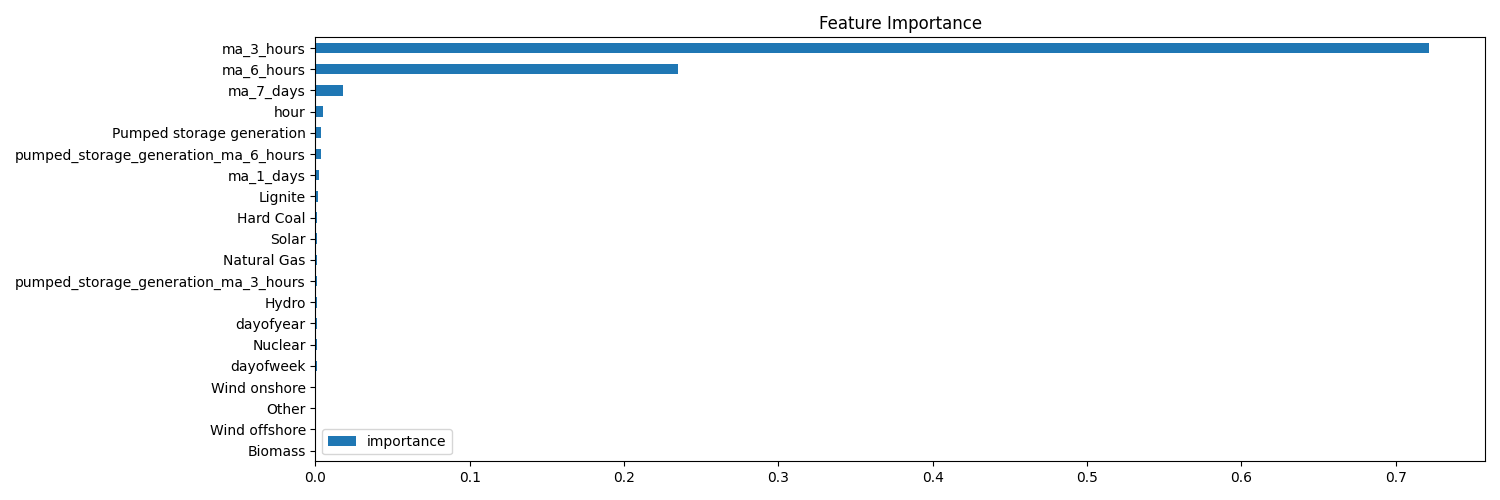 Feature Importance
ma_3_hours
ma_6_hours
ma_7_days
hour
Pumped storage generation
pumped_storage_generation_ma_6_hours
ma_1_days
Lignite
Hard Coal
Solar
Natural Gas
pumped_storage_generation_ma_3_hours
Hydro
dayofyear
Nuclear
dayofweek
Wind onshore
Other
Wind offshore
Biomass
importance
0.0 0.1 0.2 0.3 0.4 0.5 0.6 0.7